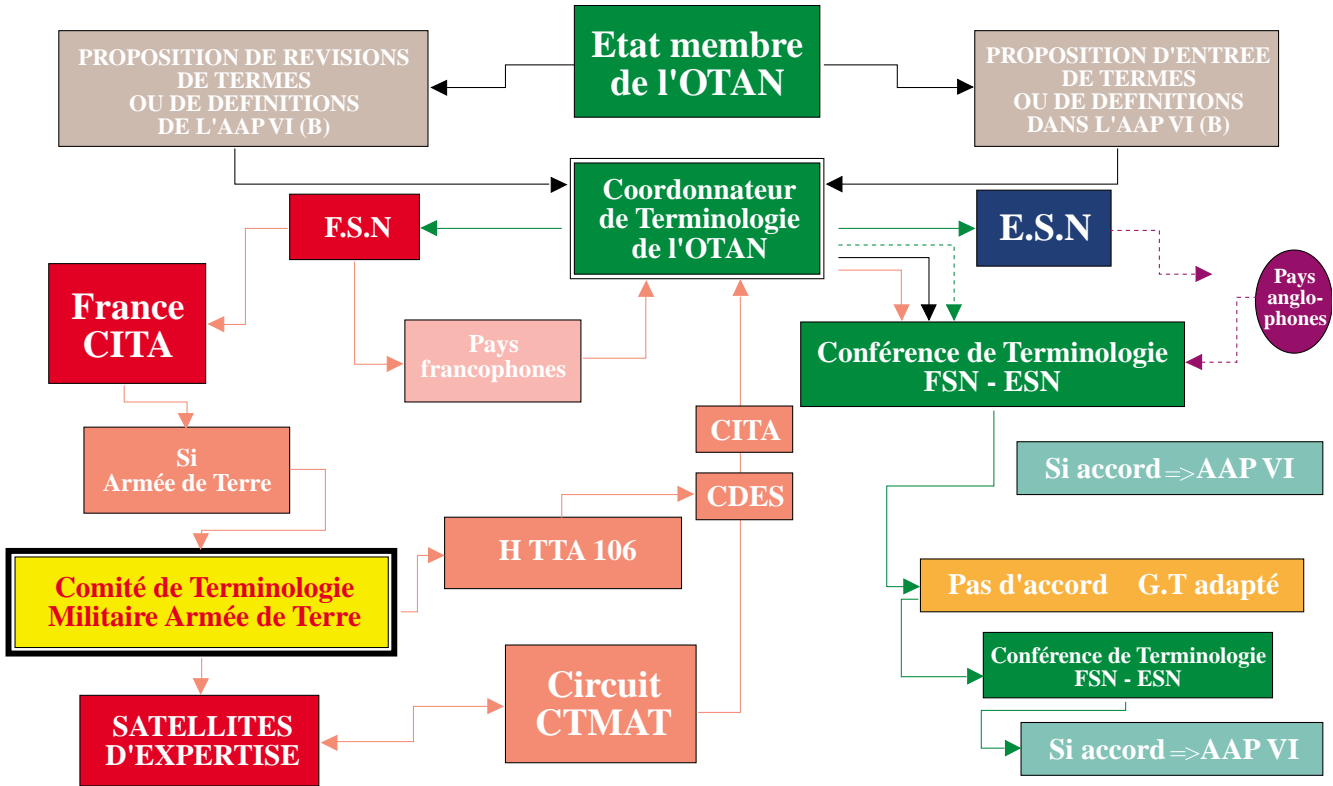 PROPOSITION DE REVISIONS
DE TERMES
OU DE DEFINITIONS
DE L'AAP VI (B)
Etat membre
de l'OTAN
PROPOSITION D'ENTREE
DE TERMES
OU DE DEFINITIONS
DANS L'AAP VI (B)
F.S.N
Coordonnateur
de Terminologie
de l'OTAN
E.S.N
France
CITA
Pays
francophones
Pays
anglo-
phones
Conférence de Terminologie
FSN - ESN
Si
Armée de Terre
CITA
CDES
Si accord =>AAP VI
H TTA 106
Comité de Terminologie
Militaire Armée de Terre
Pas d'accord G.T adapté
Conférence de Terminologie
FSN - ESN
SATELLITES
D'EXPERTISE
Circuit
CTMAT
Si accord =>AAP VI